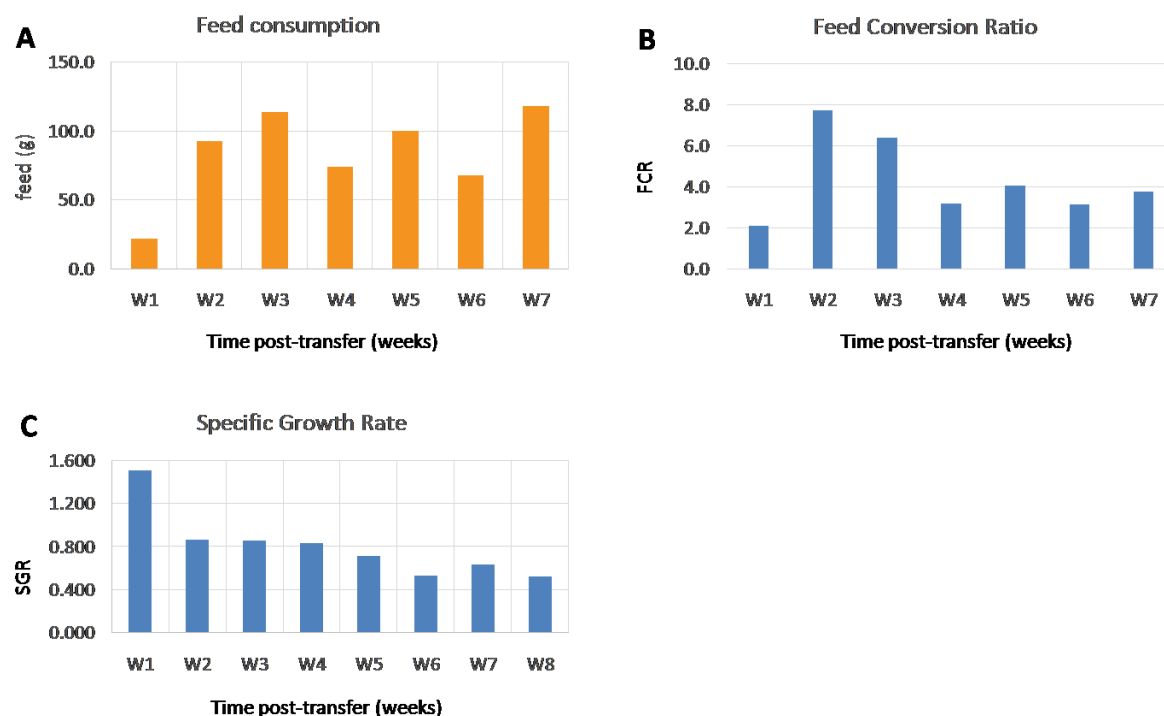 A
Feed consumption
150.0
100.0
50.0
0.0
feed (g)
W1 W2 W3 W4 W5 W6 W7
Time post-transfer (weeks)
B
Feed Conversion Ratio
10.0
8.0
6.0
4.0
2.0
0.0
FCR
W1 W2 W3 W4 W5 W6 W7
Time post-transfer (weeks)
C
Specific Growth Rate
1.600
1.200
0.800
0.400
0.000
SGR
W1 W2 W3 W4 W5 W6 W7 W8
Time post-transfer (weeks)